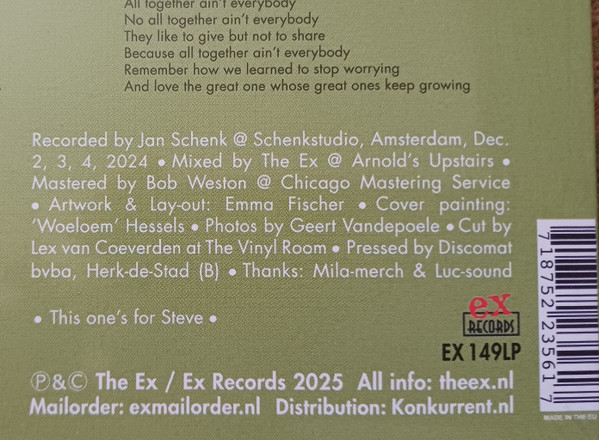 All together ain't everybody
No all together ain't everybody
They like to give but not to share
Because all together ain't everybody
Remember how we learned to stop worrying
And love the great one whose great ones keep growing
Recorded by Jan Schenk @ Schenkstudio, Amsterdam, Dec.
2, 3, 4, 2024 • Mixed by The Ex @ Arnold's Upstairs •
Mastered by Bob Weston @ Chicago Mastering Service
• Artwork & Lay-out: Emma Fischer • Cover painting:
'Woeloem' Hessels • Photos by Geert Vandepoele • Cut by
Lex van Coeverden at The Vinyl Room • Pressed by Discomat
bvba, Herk-de-Stad (B) • Thanks: Mila-merch & Luc-sound
• This one's for Steve •
ex
RECORDS
EX 149LP
℗&© The Ex / Ex Records 2025 All info: theex.nl
Mailorder: exmailorder.nl Distribution: Konkurrent.nl
7 18752 23561 7
MADE IN THE EU